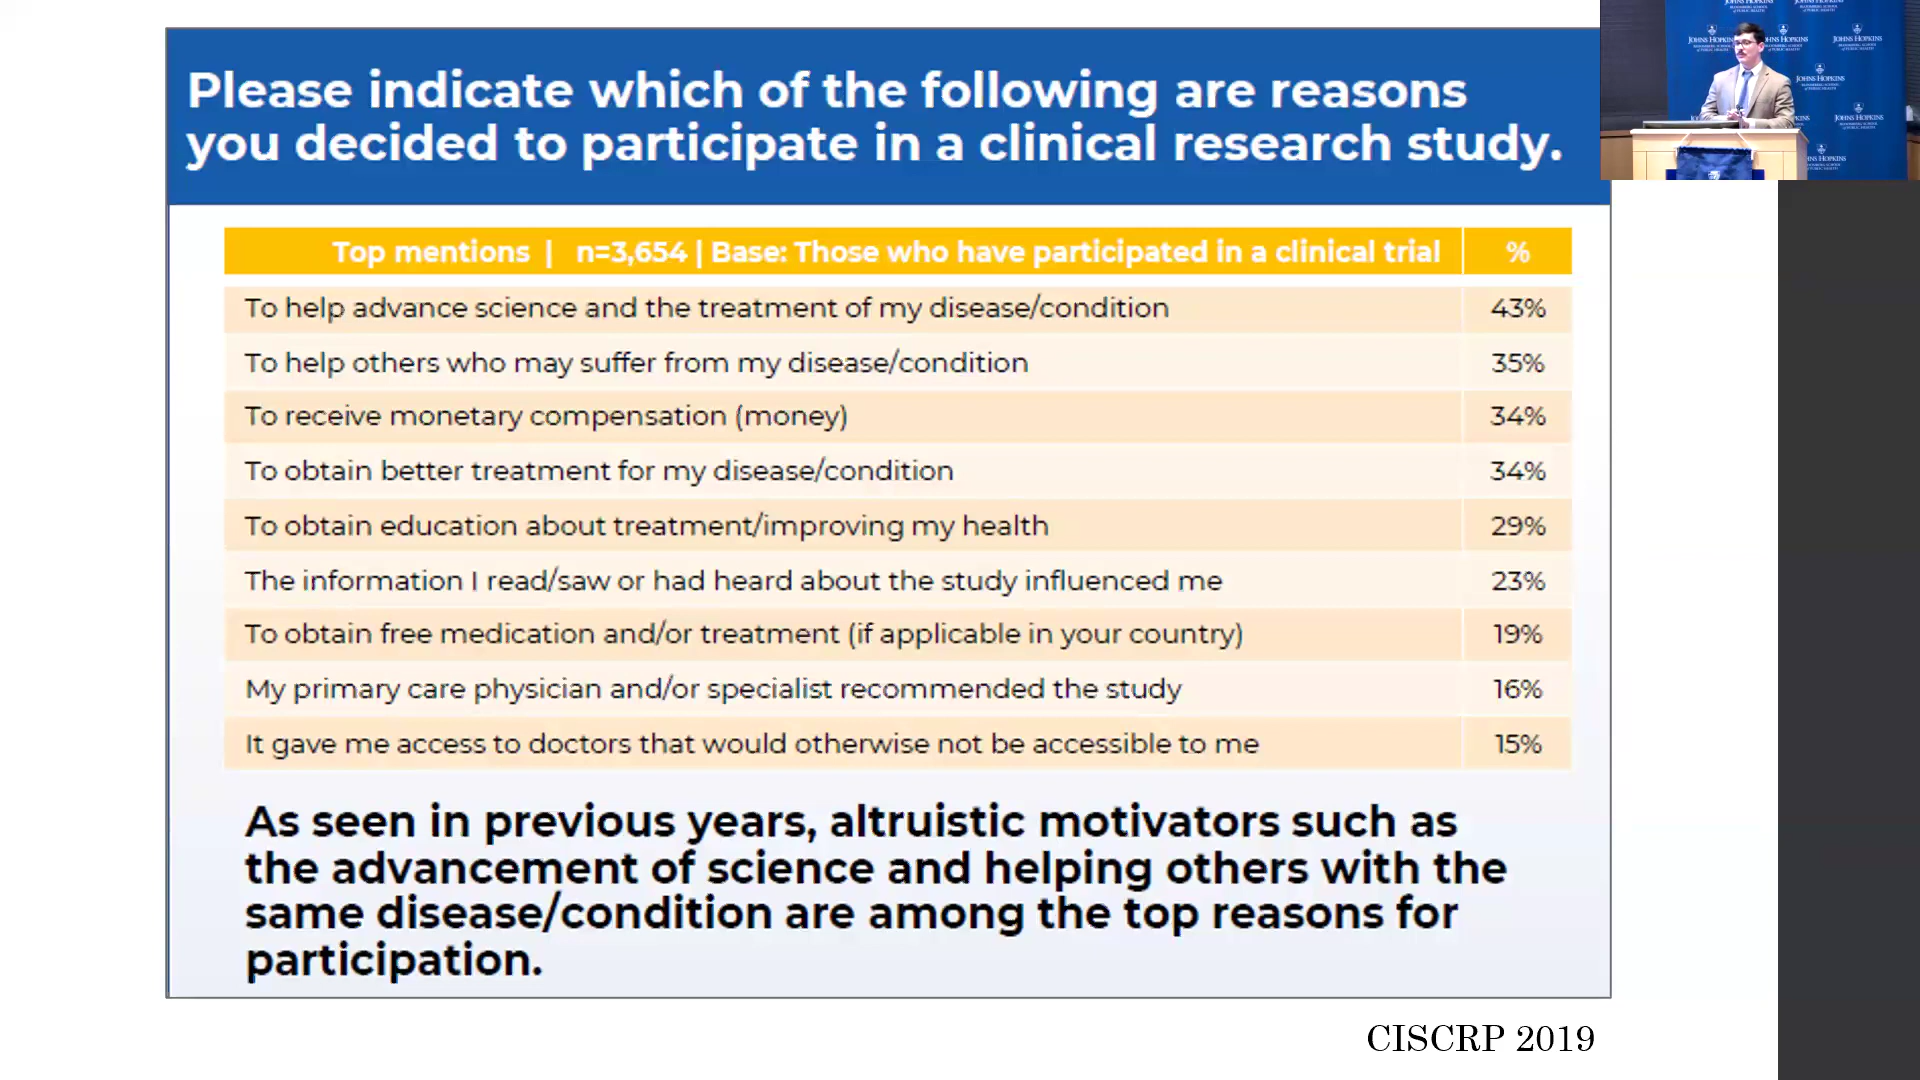 Please indicate which of the following are reasons
you decided to participate in a clinical research study.
Top mentions | n=3,654 | Base: Those who have participated in a clinical trial %
To help advance science and the treatment of my disease/condition 43%
To help others who may suffer from my disease/condition 35%
To receive monetary compensation (money) 34%
To obtain better treatment for my disease/condition 34%
To obtain education about treatment/improving my health 29%
The information I read/saw or had heard about the study influenced me 23%
To obtain free medication and/or treatment (if applicable in your country) 19%
My primary care physician and/or specialist recommended the study 16%
It gave me access to doctors that would otherwise not be accessible to me 15%
As seen in previous years, altruistic motivators such as
the advancement of science and helping others with the
same disease/condition are among the top reasons for
participation.
CISCRP 2019
JOHNS HOPKINS
JOHNS HOPKINS
JOHNS HOPKINS